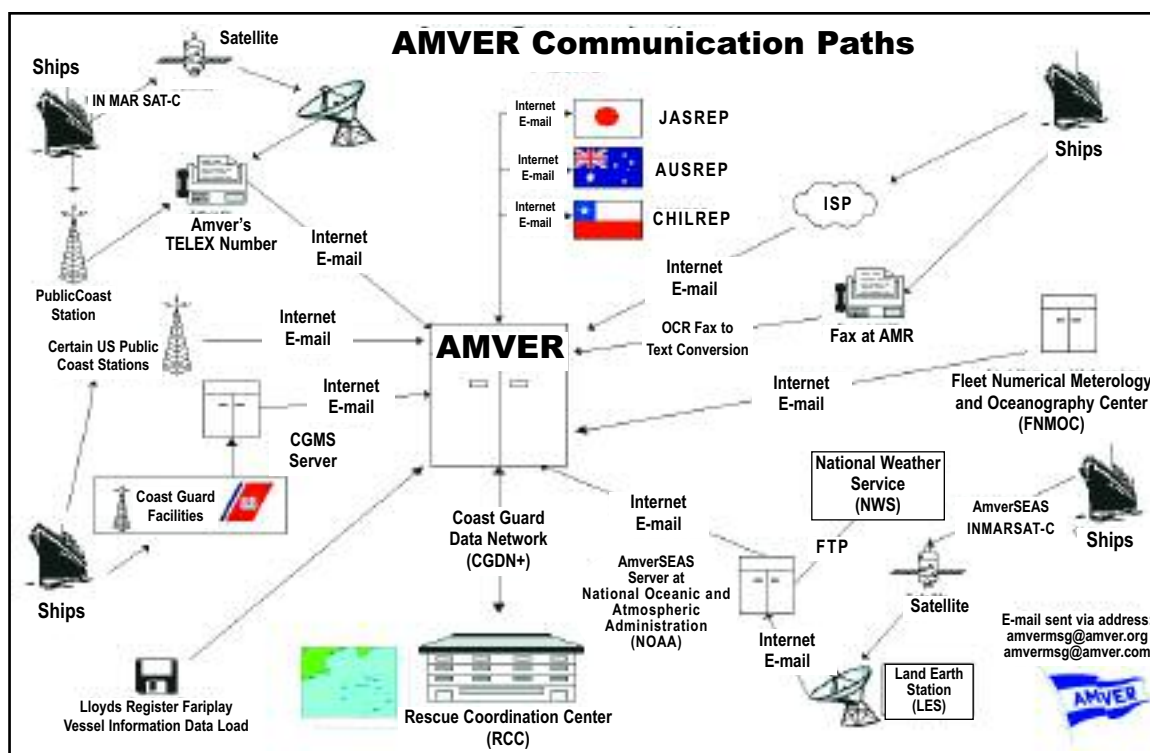 AMVER Communication Paths
Satellite
Ships
IN MAR SAT-C
Internet
E-mail
JASREP
Internet
E-mail
AUSREP
Internet
E-mail
CHILREP
Ships
ISP
Amver's
TELEX Number
Internet
E-mail
Internet
E-mail
PublicCoast
Station
Certain US Public
Coast Stations
Internet
E-mail
AMVER
OCR Fax to
Text Conversion
Fax at AMR
Internet
E-mail
CGMS
Server
Internet
E-mail
Fleet Numerical Meterology
and Oceanography Center
(FNMOC)
Coast Guard
Facilities
Ships
Coast Guard
Data Network
(CGDN+)
Internet
E-mail
National Weather
Service
(NWS)
FTP
AmverSEAS
INMARSAT-C
Ships
AmverSEAS
Server at
National Oceanic and
Atmospheric
Administration
(NOAA)
Satellite
Internet
E-mail
Land Earth
Station
(LES)
E-mail sent via address:
amvermsg@amver.org
amvermsg@amver.com
AMVER
Lloyds Register Fariplay
Vessel Information Data Load
Rescue Coordination Center
(RCC)